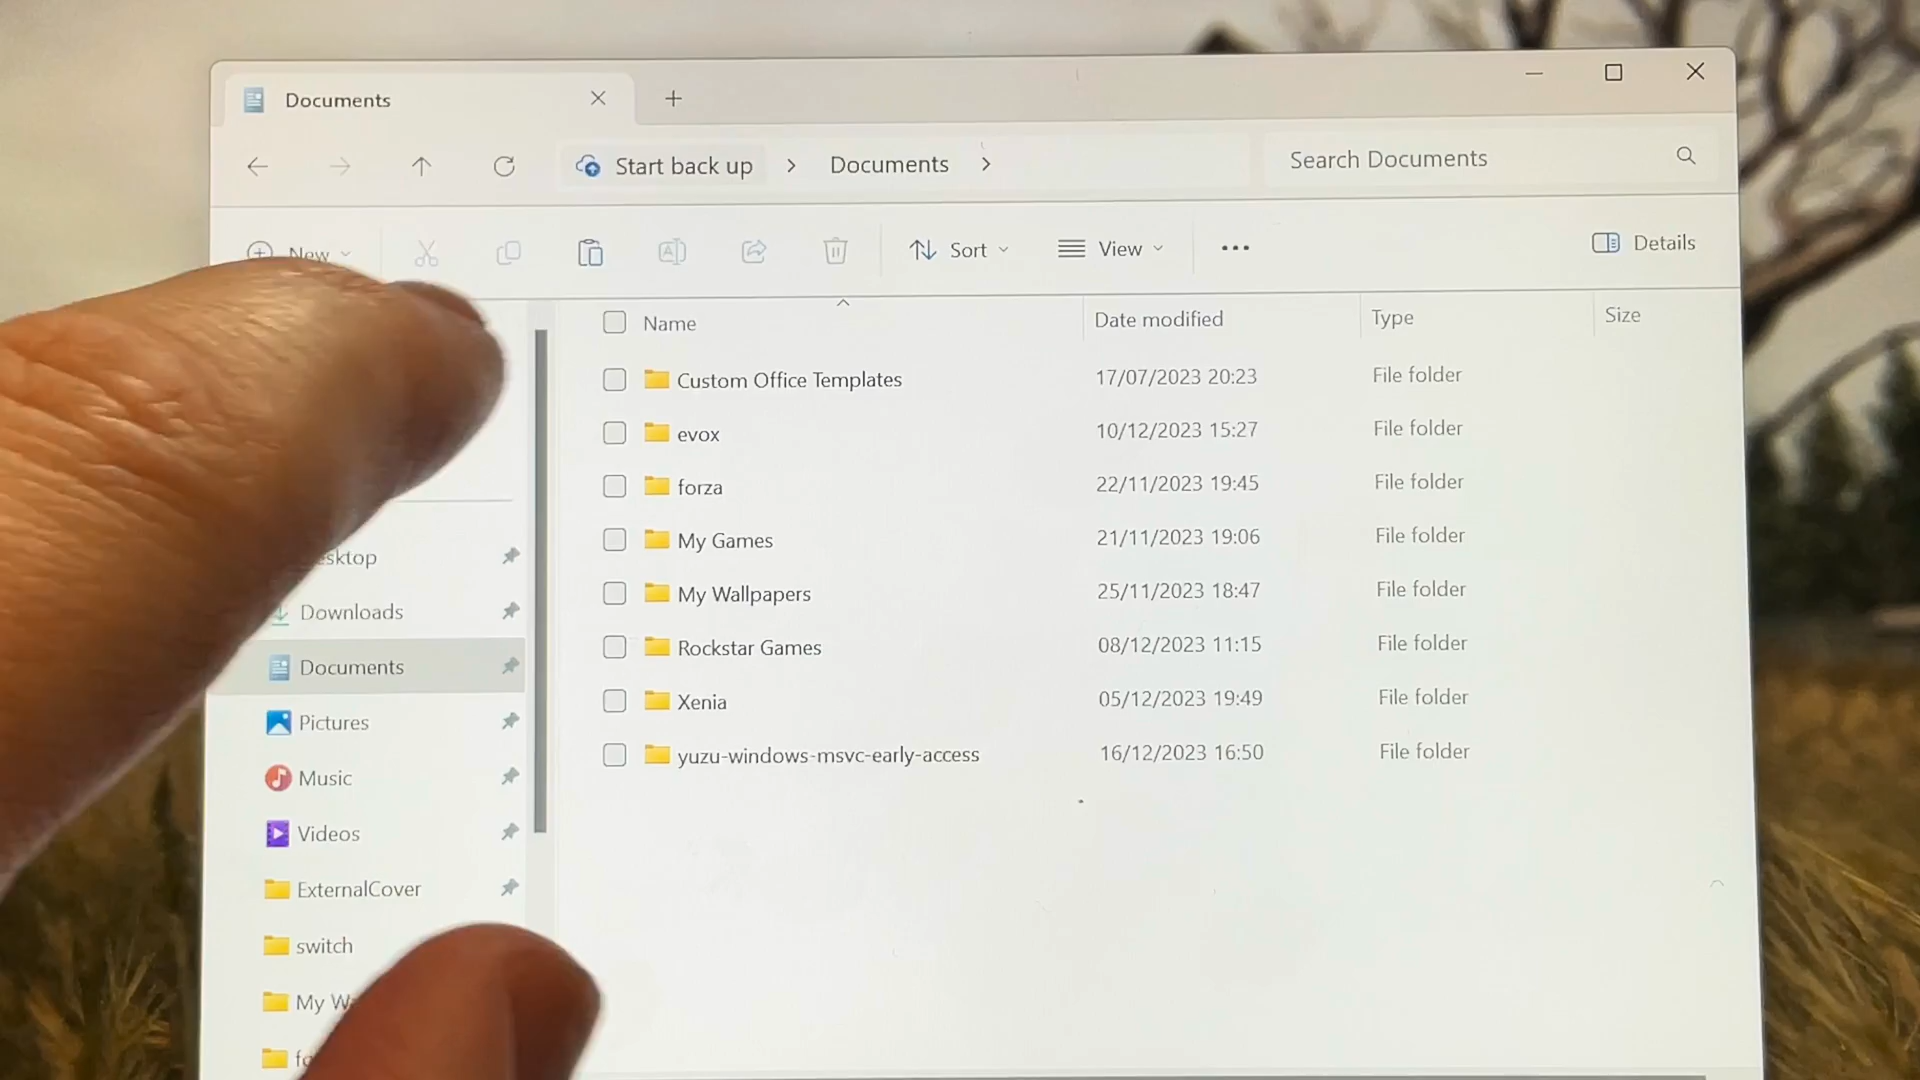 Documents
Start back up
Documents
Search Documents
New
Sort
View
Details
Name
Date modified
Type
Size
Custom Office Templates
17/07/2023 20:23
File folder
evox
10/12/2023 15:27
File folder
forza
22/11/2023 19:45
File folder
My Games
21/11/2023 19:06
File folder
My Wallpapers
25/11/2023 18:47
File folder
Rockstar Games
08/12/2023 11:15
File folder
Xenia
05/12/2023 19:49
File folder
yuzu-windows-msvc-early-access
16/12/2023 16:50
File folder
Downloads
Documents
Pictures
Music
Videos
ExternalCover
switch
My